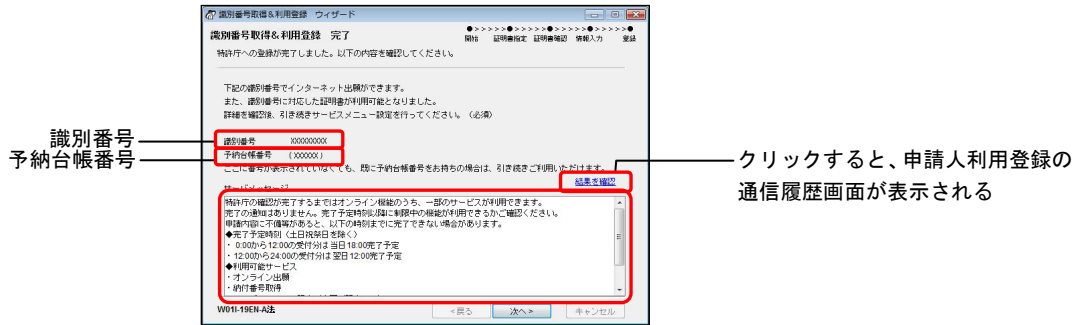 識別番号取得&利用登録 ウィザード
識別番号取得&利用登録 完了
●>>>>>●>>>>>●>>>>>●>>>>>●
開始 証明書指定 証明書確認 情報入力 登録
特許庁への登録が完了しました。以下の内容を確認してください。
下記の識別番号でインターネット出願ができます。
また、識別番号に対応した証明書が利用可能となりました。
詳細を確認後、引き続きサービスメニュー設定を行ってください。(必須)
識別番号
識別番号 XXXXXXXXX
予納台帳番号
予納台帳番号 (XXXXXX)
ここに番号が表示されていなくても、既に予納台帳番号をお持ちの場合は、引き続きご利用いただけます。
結果を確認
クリックすると、申請人利用登録の
通信履歴画面が表示される
サーバメッセージ
特許庁の確認が完了するまではオンライン機能のうち、一部のサービスが利用できます。
完了の通知はありません。完了予定時刻以降に制限中の機能が利用できるかご確認ください。
申請内容に不備等があると、以下の時刻までに完了できない場合があります。
◆完了予定時刻(土日祝祭日を除く)
・ 0:00から12:00の受付分は当日18:00完了予定
・ 12:00から24:00の受付分は翌日12:00完了予定
◆利用可能サービス
・オンライン出願
・納付番号取得
W01I-19EN-A法
<戻る 次へ> キャンセル